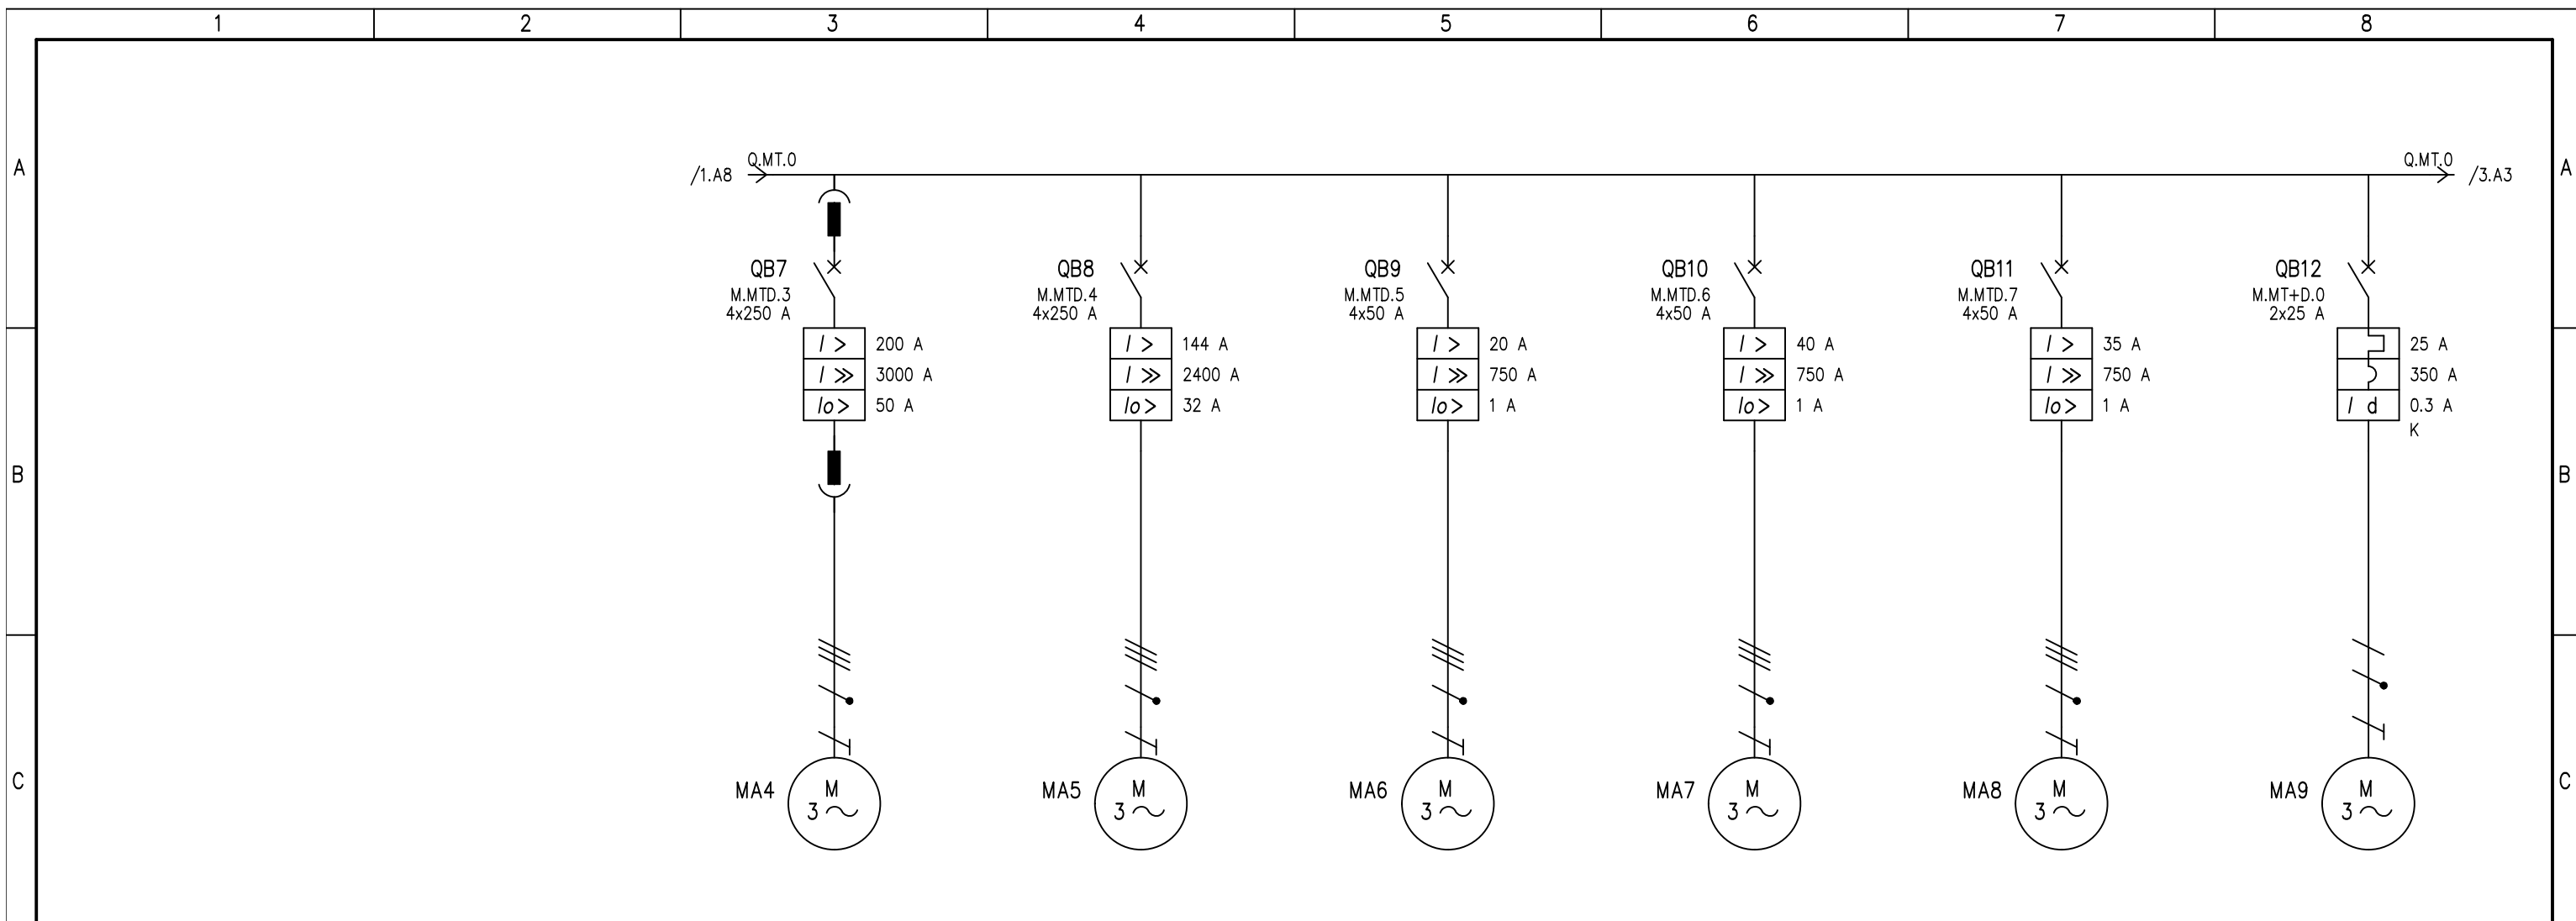 1 2 3 4 5 6 7 8
A A
Q.MT.0 Q.MT.0
/1.A8 /3.A3
QB7 QB8 QB9 QB10 QB11 QB12
M.MTD.3 M.MTD.4 M.MTD.5 M.MTD.6 M.MTD.7 M.MT+D.0
4x250 A 4x250 A 4x50 A 4x50 A 4x50 A 2x25 A
I > 200 A I > 144 A I > 20 A I > 40 A I > 35 A 25 A
I >> 3000 A I >> 2400 A I >> 750 A I >> 750 A I >> 750 A 350 A
Io > 50 A Io > 32 A Io > 1 A Io > 1 A Io > 1 A I d 0.3 A
K
B B
C C
MA4 M MA5 M MA6 M MA7 M MA8 M MA9 M
3 ~ 3 ~ 3 ~ 3 ~ 3 ~ 3 ~